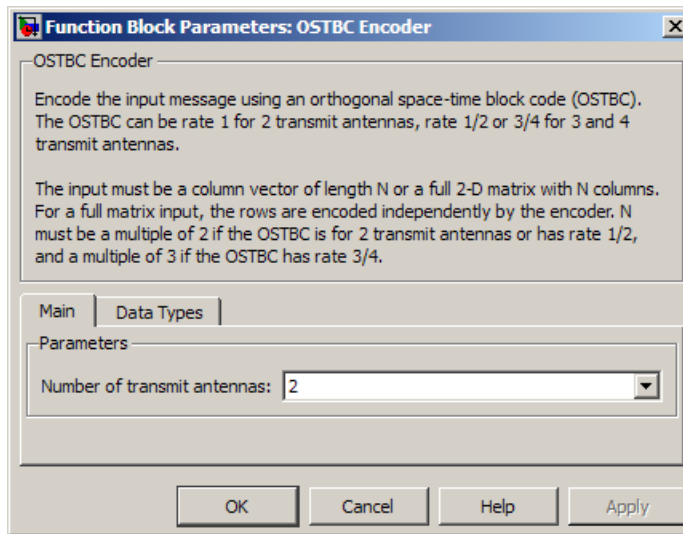 Function Block Parameters: OSTBC Encoder
OSTBC Encoder
Encode the input message using an orthogonal space-time block code (OSTBC).
The OSTBC can be rate 1 for 2 transmit antennas, rate 1/2 or 3/4 for 3 and 4
transmit antennas.
The input must be a column vector of length N or a full 2-D matrix with N columns.
For a full matrix input, the rows are encoded independently by the encoder. N
must be a multiple of 2 if the OSTBC is for 2 transmit antennas or has rate 1/2,
and a multiple of 3 if the OSTBC has rate 3/4.
Main Data Types
Parameters
Number of transmit antennas: 2
OK Cancel Help Apply